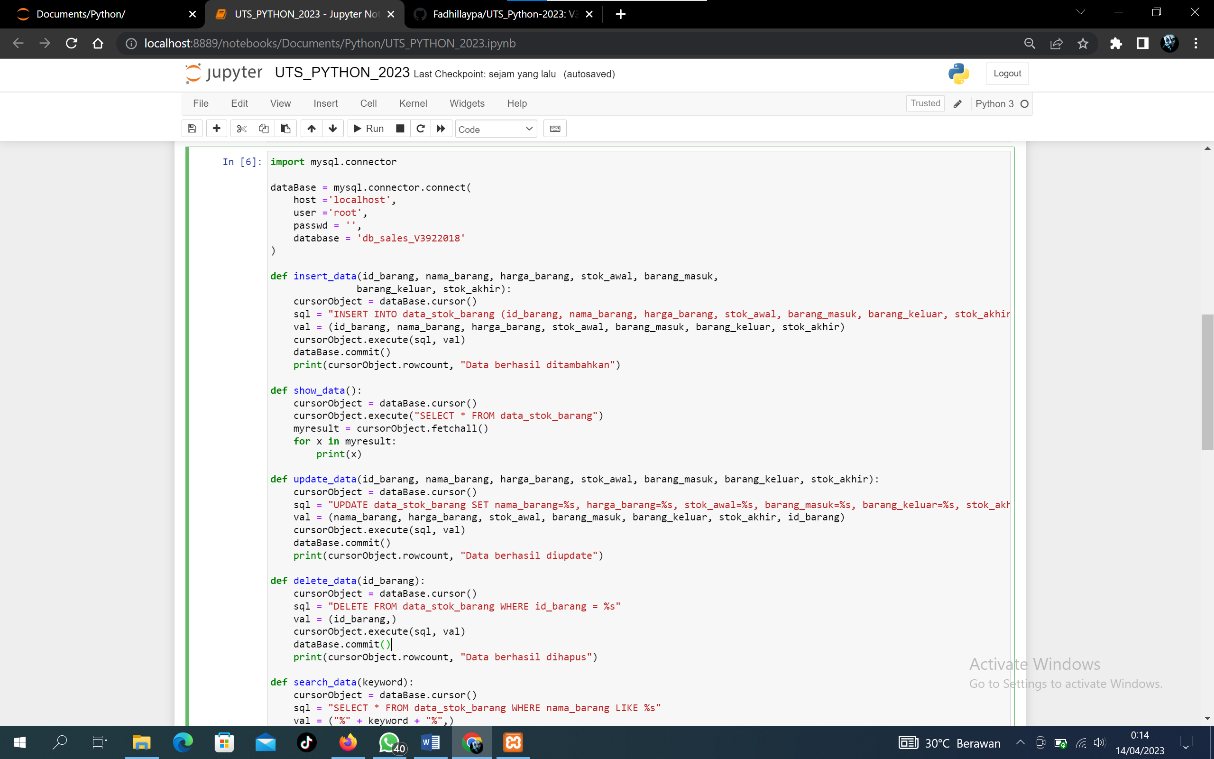 Documents/Python/
UTS_PYTHON_2023 - Jupyter No
Fadhillaypa/UTS_Python-2023: V
localhost:8889/notebooks/Documents/Python/UTS_PYTHON_2023.ipynb
jupyter UTS_PYTHON_2023 Last Checkpoint: sejam yang lalu (autosaved)
Logout
File Edit View Insert Cell Kernel Widgets Help
Trusted
Python 3
Run
Code
In [6]: import mysql.connector
dataBase = mysql.connector.connect(
    host ='localhost',
    user ='root',
    passwd = '',
    database = 'db_sales_V3922018'
)
def insert_data(id_barang, nama_barang, harga_barang, stok_awal, barang_masuk,
               barang_keluar, stok_akhir):
    cursorObject = dataBase.cursor()
    sql = "INSERT INTO data_stok_barang (id_barang, nama_barang, harga_barang, stok_awal, barang_masuk, barang_keluar, stok_akhir
    val = (id_barang, nama_barang, harga_barang, stok_awal, barang_masuk, barang_keluar, stok_akhir)
    cursorObject.execute(sql, val)
    dataBase.commit()
    print(cursorObject.rowcount, "Data berhasil ditambahkan")
def show_data():
    cursorObject = dataBase.cursor()
    cursorObject.execute("SELECT * FROM data_stok_barang")
    myresult = cursorObject.fetchall()
    for x in myresult:
        print(x)
def update_data(id_barang, nama_barang, harga_barang, stok_awal, barang_masuk, barang_keluar, stok_akhir):
    cursorObject = dataBase.cursor()
    sql = "UPDATE data_stok_barang SET nama_barang=%s, harga_barang=%s, stok_awal=%s, barang_masuk=%s, barang_keluar=%s, stok_akh
    val = (nama_barang, harga_barang, stok_awal, barang_masuk, barang_keluar, stok_akhir, id_barang)
    cursorObject.execute(sql, val)
    dataBase.commit()
    print(cursorObject.rowcount, "Data berhasil diupdate")
def delete_data(id_barang):
    cursorObject = dataBase.cursor()
    sql = "DELETE FROM data_stok_barang WHERE id_barang = %s"
    val = (id_barang,)
    cursorObject.execute(sql, val)
    dataBase.commit()
    print(cursorObject.rowcount, "Data berhasil dihapus")
def search_data(keyword):
    cursorObject = dataBase.cursor()
    sql = "SELECT * FROM data_stok_barang WHERE nama_barang LIKE %s"
    val = ("%" + keyword + "%",)
Activate Windows
Go to Settings to activate Windows.
40
30°C Berawan
0:14
14/04/2023